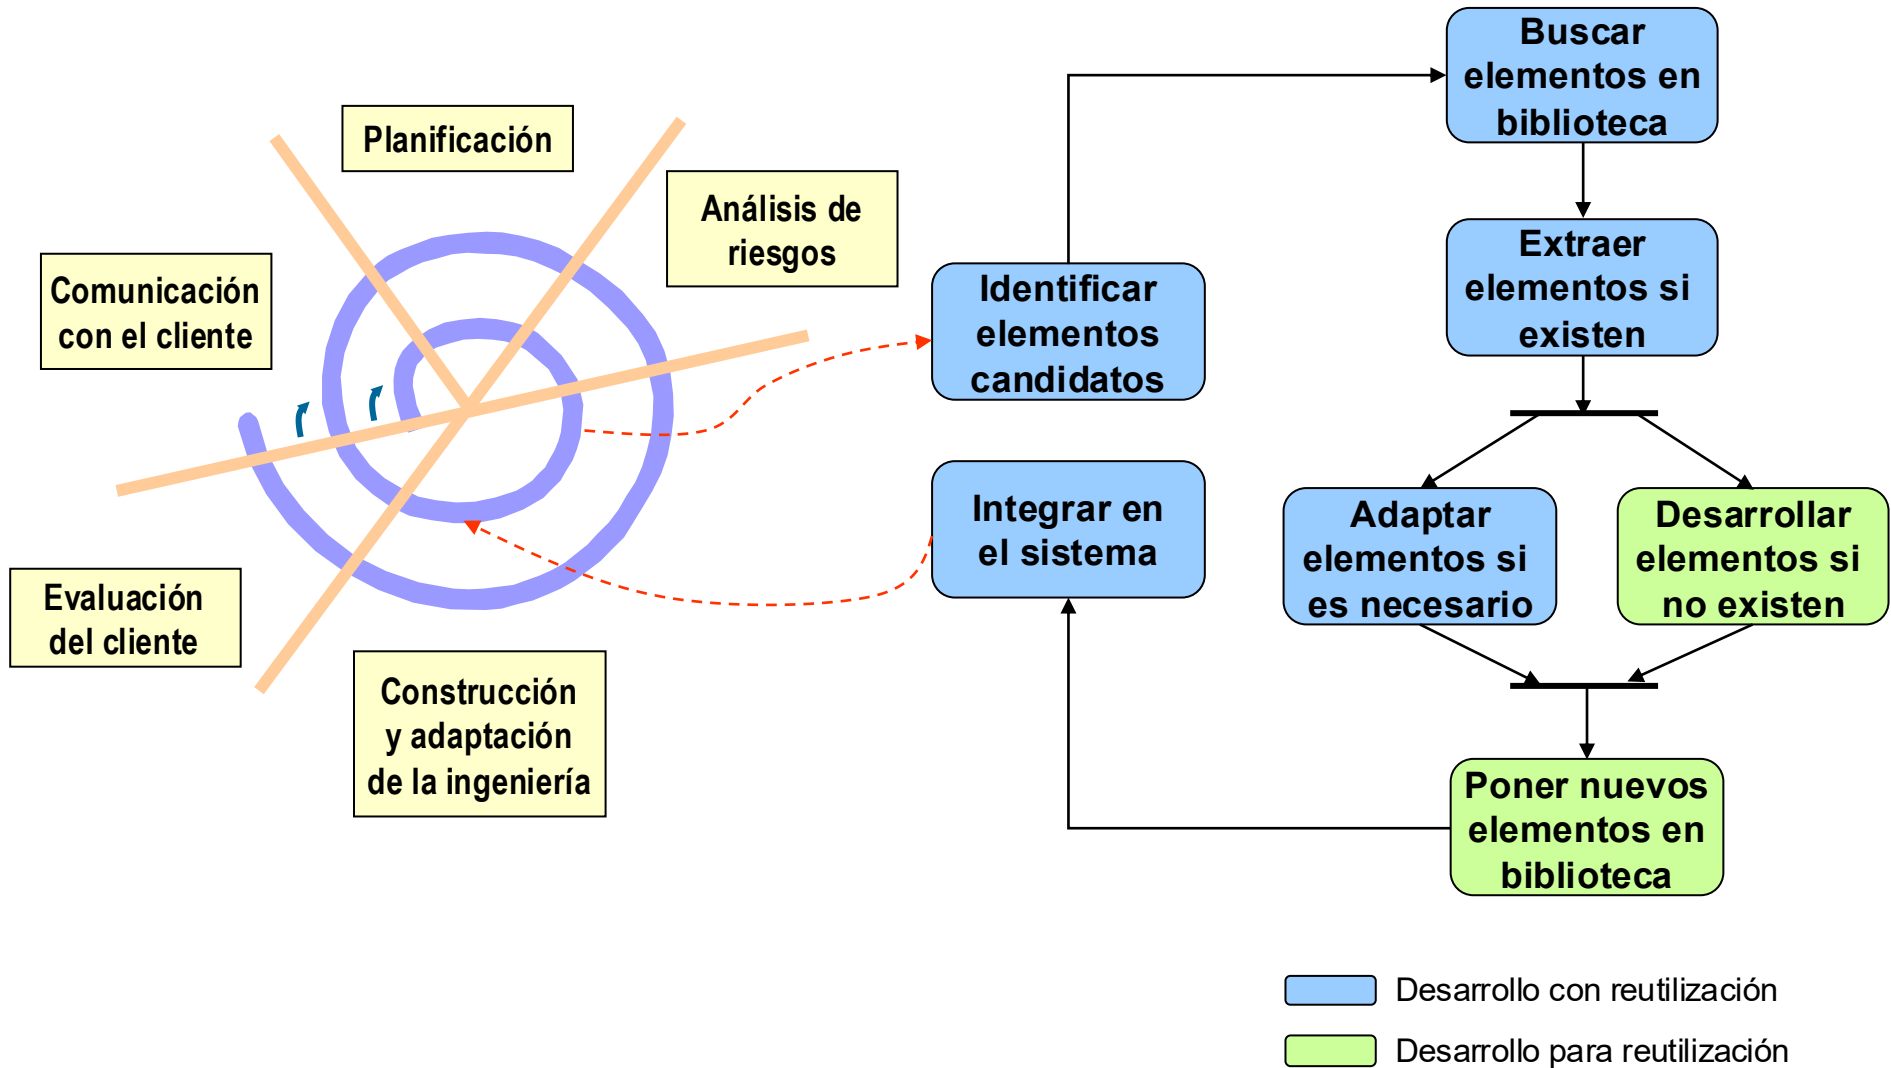 Planificación
Análisis de
riesgos
Comunicación
con el cliente
Evaluación
del cliente
Construcción
y adaptación
de la ingeniería
Identificar
elementos
candidatos
Buscar
elementos en
biblioteca
Extraer
elementos si
existen
Adaptar
elementos si
es necesario
Desarrollar
elementos si
no existen
Poner nuevos
elementos en
biblioteca
Integrar en
el sistema
Desarrollo con reutilización
Desarrollo para reutilización